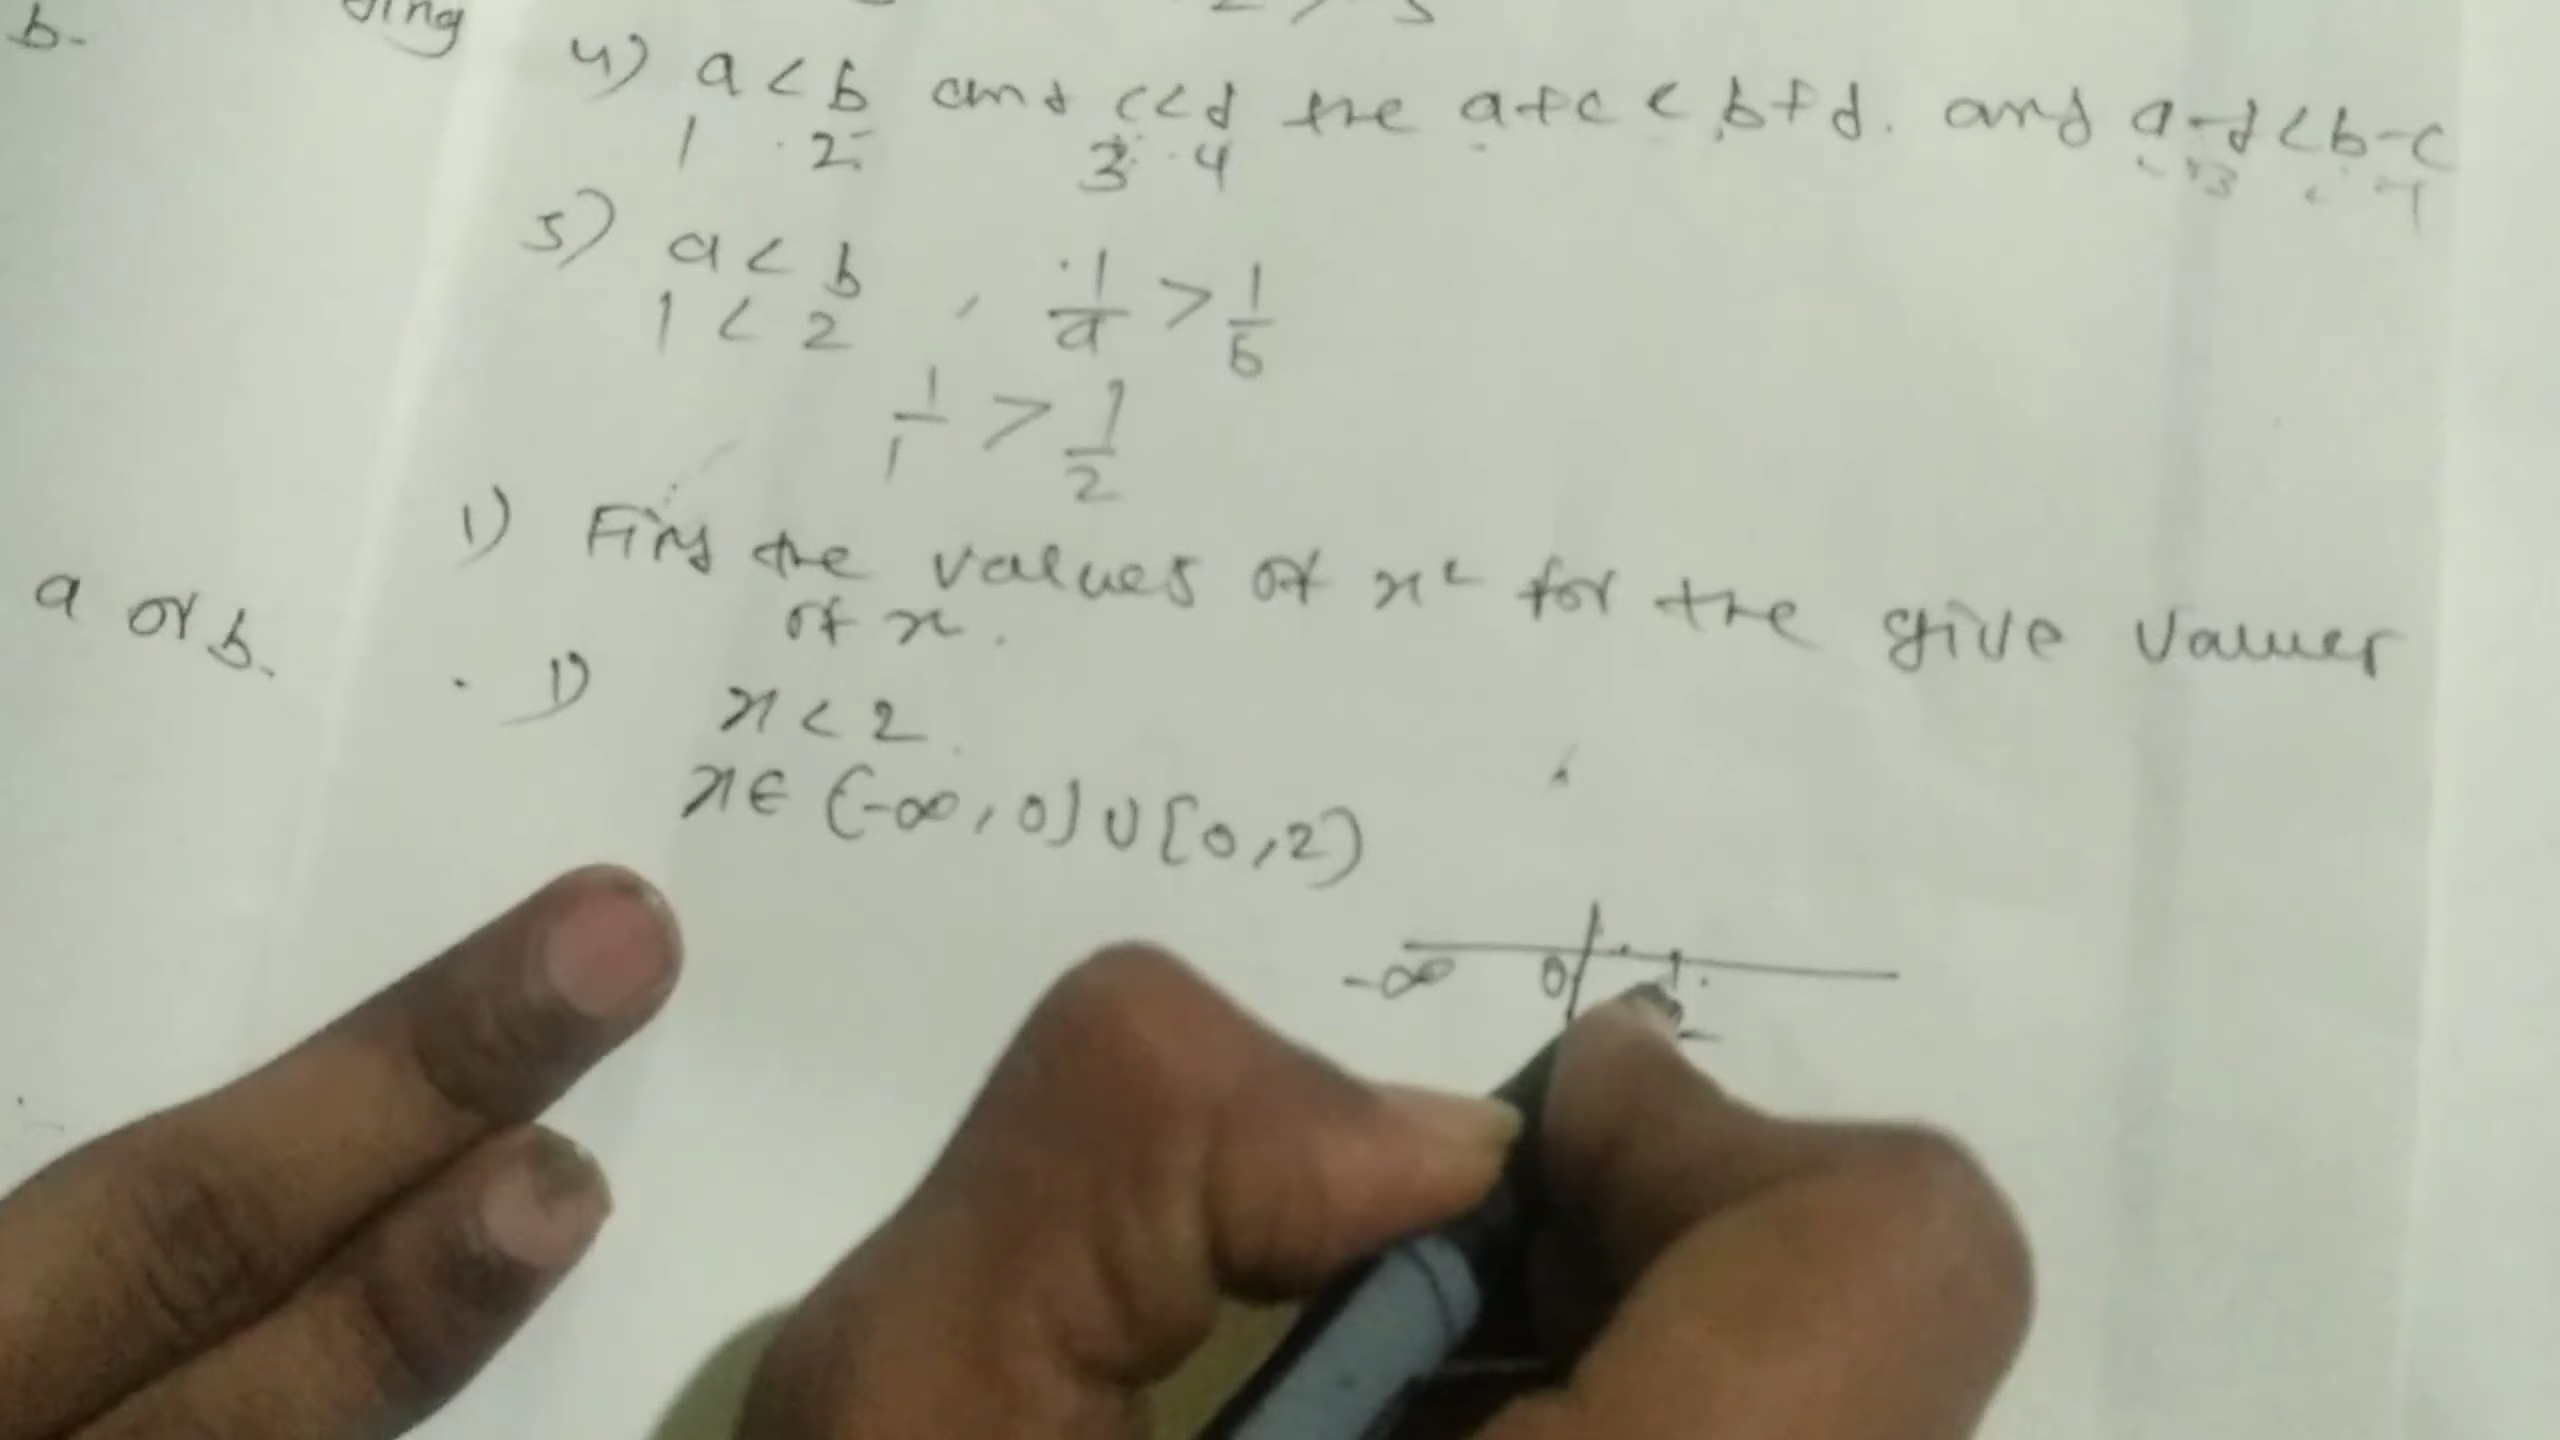 b.
4) a < b and c < d the a + c < b + d. and a - d < b - c
1 2 3 4
5) a < b , 1/a > 1/b
1 < 2
1/1 > 1/2
1) Find the values of x² for the give values
of x.
a or b.
1) x < 2
x ∈ (-∞, 0] ∪ [0, 2)
-∞ 0 2